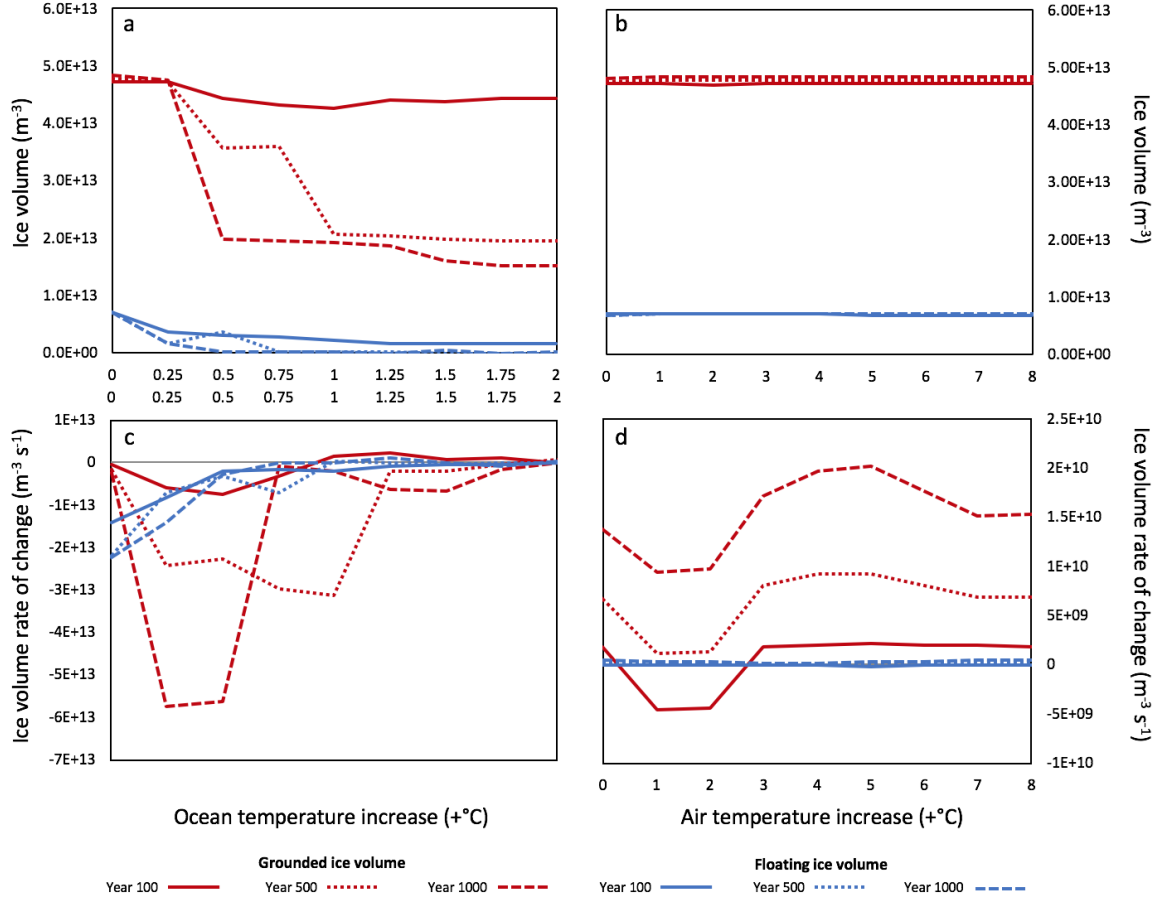 a
6.0E+13
5.0E+13
4.0E+13
3.0E+13
2.0E+13
1.0E+13
0.0E+00
Ice volume (m⁻³)
0 0.25 0.5 0.75 1 1.25 1.5 1.75 2
0 0.25 0.5 0.75 1 1.25 1.5 1.75 2
b
6.00E+13
5.00E+13
4.00E+13
3.00E+13
2.00E+13
1.00E+13
0.00E+00
Ice volume (m⁻³)
0 1 2 3 4 5 6 7 8
c
1E+13
0
-1E+13
-2E+13
-3E+13
-4E+13
-5E+13
-6E+13
-7E+13
Ice volume rate of change (m⁻³ s⁻¹)
Ocean temperature increase (+°C)
d
2.5E+10
2E+10
1.5E+10
1E+10
5E+09
0
-5E+09
-1E+10
Ice volume rate of change (m⁻³ s⁻¹)
0 1 2 3 4 5 6 7 8
Air temperature increase (+°C)
Grounded ice volume
Year 100 Year 500 Year 1000
Floating ice volume
Year 100 Year 500 Year 1000